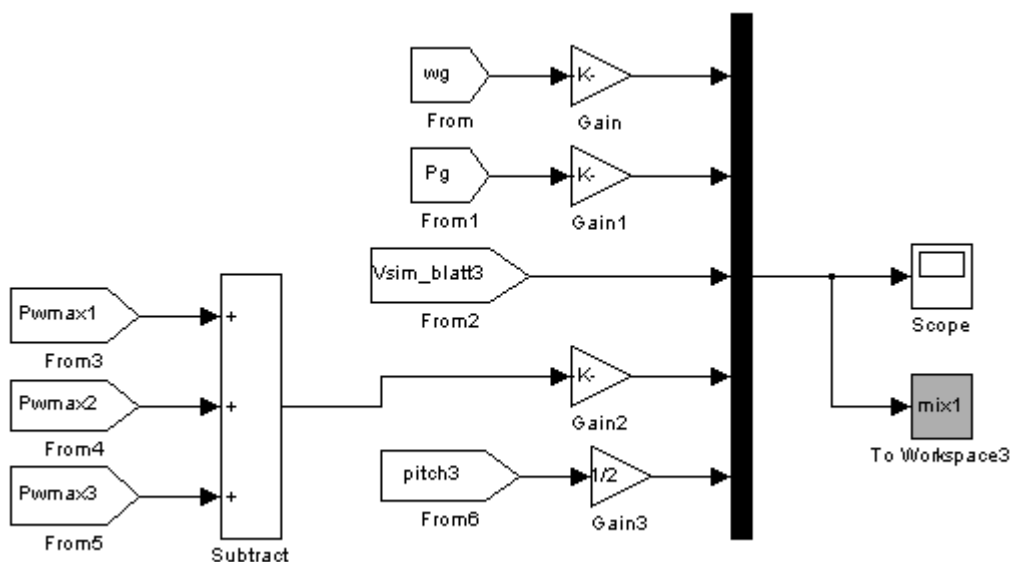 wg
K-
From
Gain
Pg
K-
From1
Gain1
Vsim_blatt3
From2
Scope
Pwmax1
+
From3
Pwmax2
+
From4
K-
Gain2
mix1
To Workspace3
Pwmax3
+
From5
Subtract
pitch3
1/2
From6
Gain3